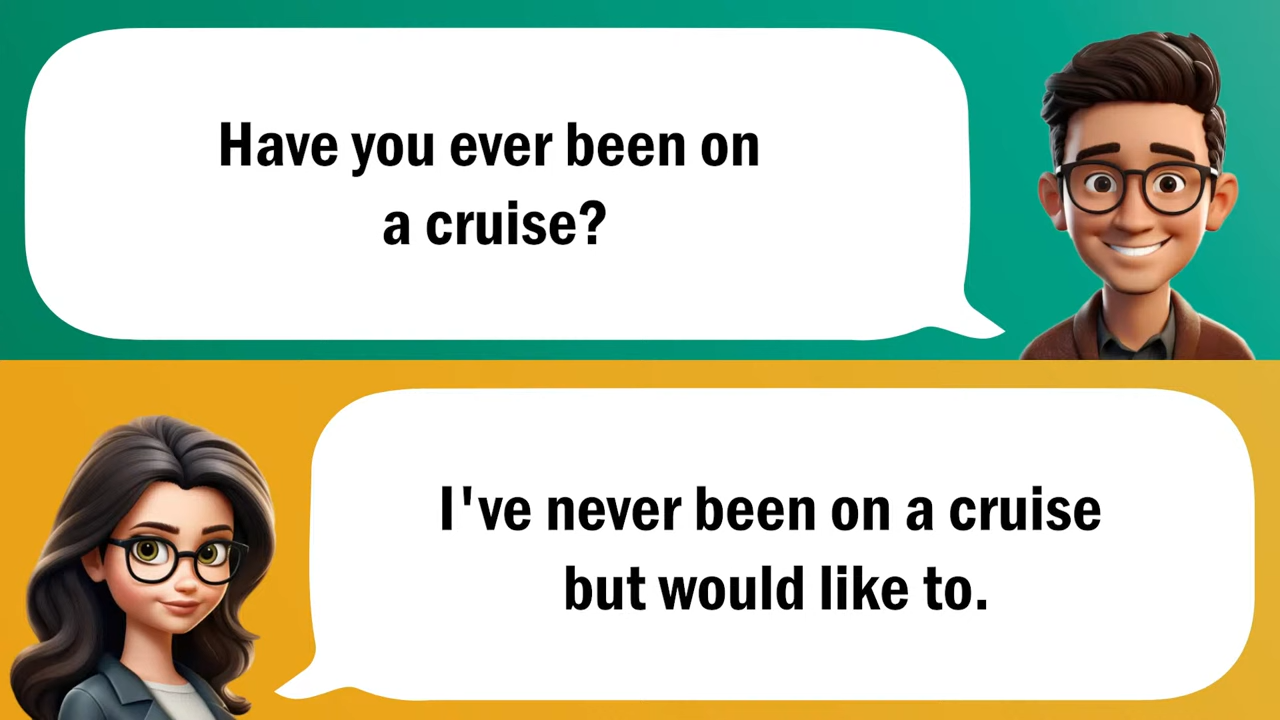 Have you ever been on
a cruise?
I've never been on a cruise
but would like to.